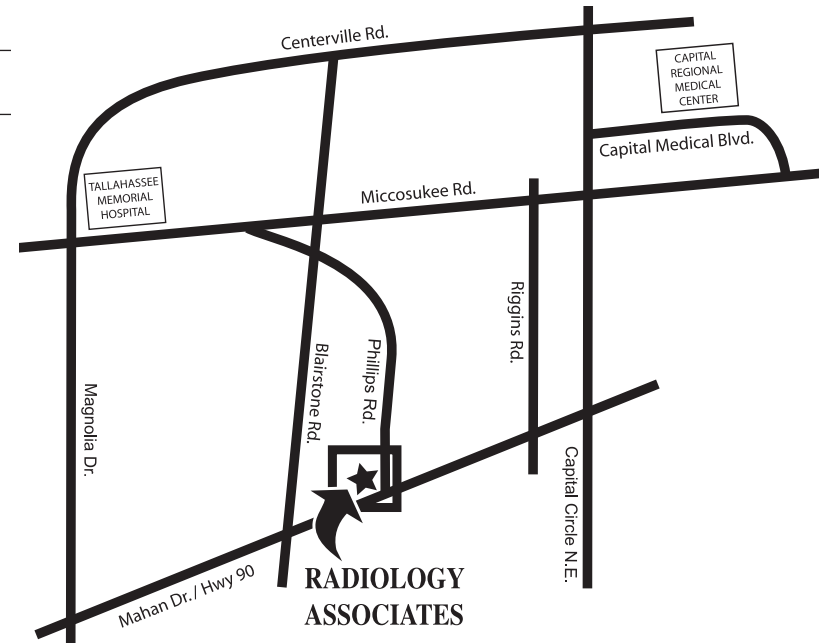 Centerville Rd.
CAPITAL
REGIONAL
MEDICAL
CENTER
Capital Medical Blvd.
TALLAHASSEE
MEMORIAL
HOSPITAL
Miccosukee Rd.
Riggins Rd.
Blairstone Rd.
Phillips Rd.
Magnolia Dr.
Capital Circle N.E.
Mahan Dr./ Hwy 90
RADIOLOGY
ASSOCIATES